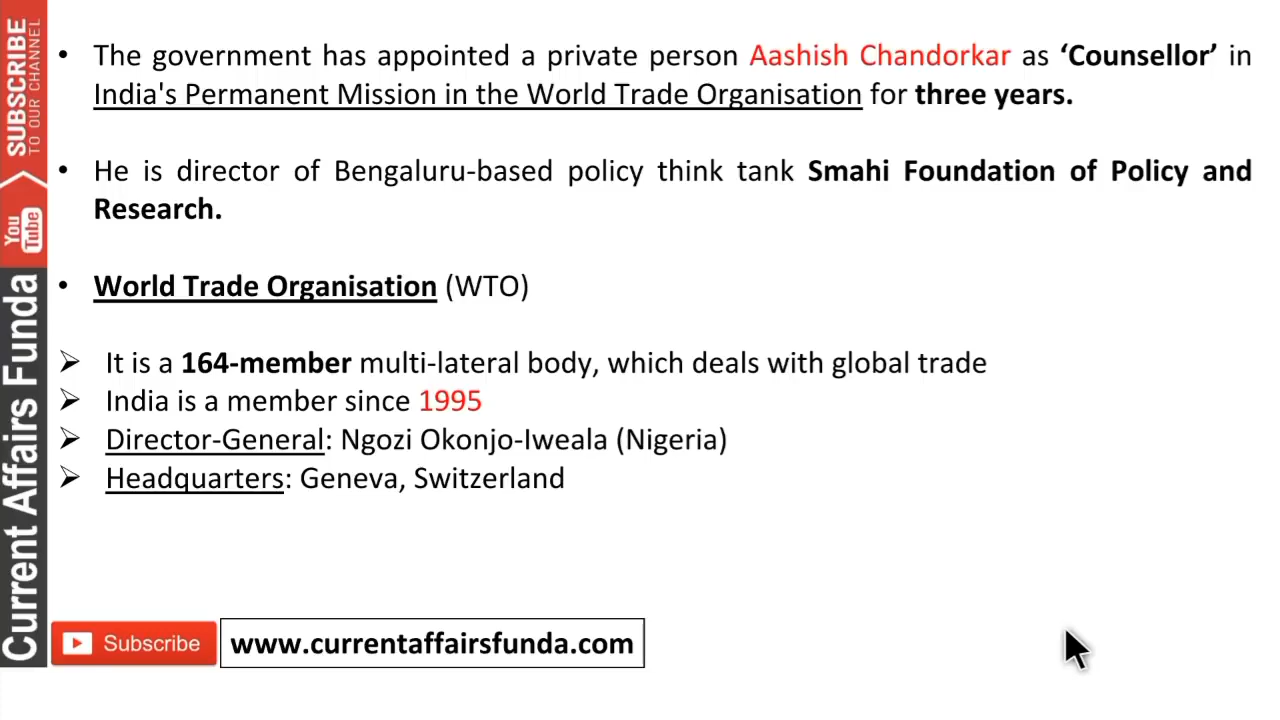 • The government has appointed a private person Aashish Chandorkar as ‘Counsellor’ in
India's Permanent Mission in the World Trade Organisation for three years.
• He is director of Bengaluru-based policy think tank Smahi Foundation of Policy and
Research.
• World Trade Organisation (WTO)
➢ It is a 164-member multi-lateral body, which deals with global trade
➢ India is a member since 1995
➢ Director-General: Ngozi Okonjo-Iweala (Nigeria)
➢ Headquarters: Geneva, Switzerland
Subscribe
www.currentaffairsfunda.com
SUBSCRIBE
TO OUR CHANNEL
You
Tube
Current Affairs Funda